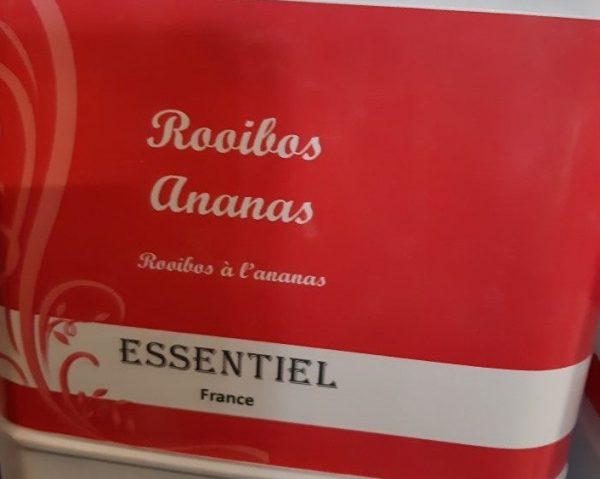 Rooibos
Ananas
Rooibos à l'ananas
ESSENTIEL
France